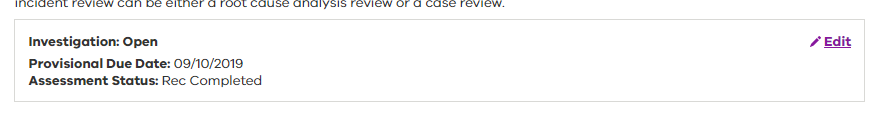 incident review can be either a root cause analysis review or a case review.
Investigation: Open
Edit
Provisional Due Date: 09/10/2019
Assessment Status: Rec Completed